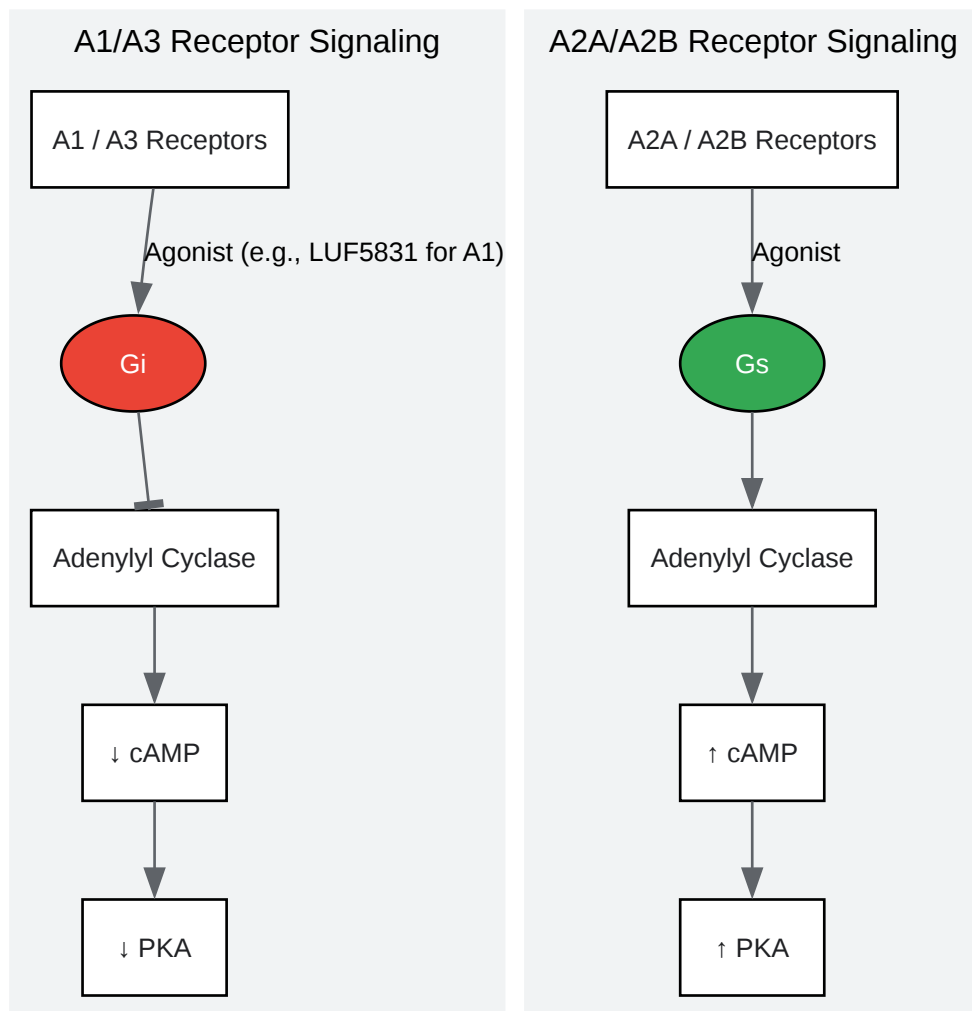 A1/A3 Receptor Signaling
A1 / A3 Receptors
Agonist (e.g., LUF5831 for A1)
Gi
Adenylyl Cyclase
↓ cAMP
↓ PKA
A2A/A2B Receptor Signaling
A2A / A2B Receptors
Agonist
Gs
Adenylyl Cyclase
↑ cAMP
↑ PKA